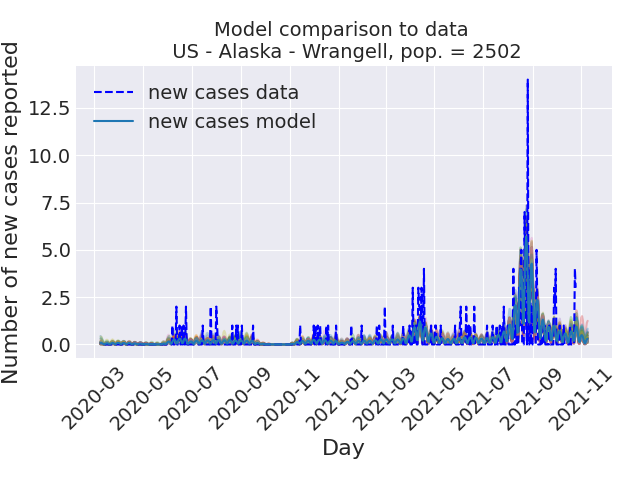 Model comparison to data
US - Alaska - Wrangell, pop. = 2502
Number of new cases reported
12.5
10.0
7.5
5.0
2.5
0.0
new cases data
new cases model
2020-03
2020-05
2020-07
2020-09
2020-11
2021-01
2021-03
2021-05
2021-07
2021-09
2021-11
Day